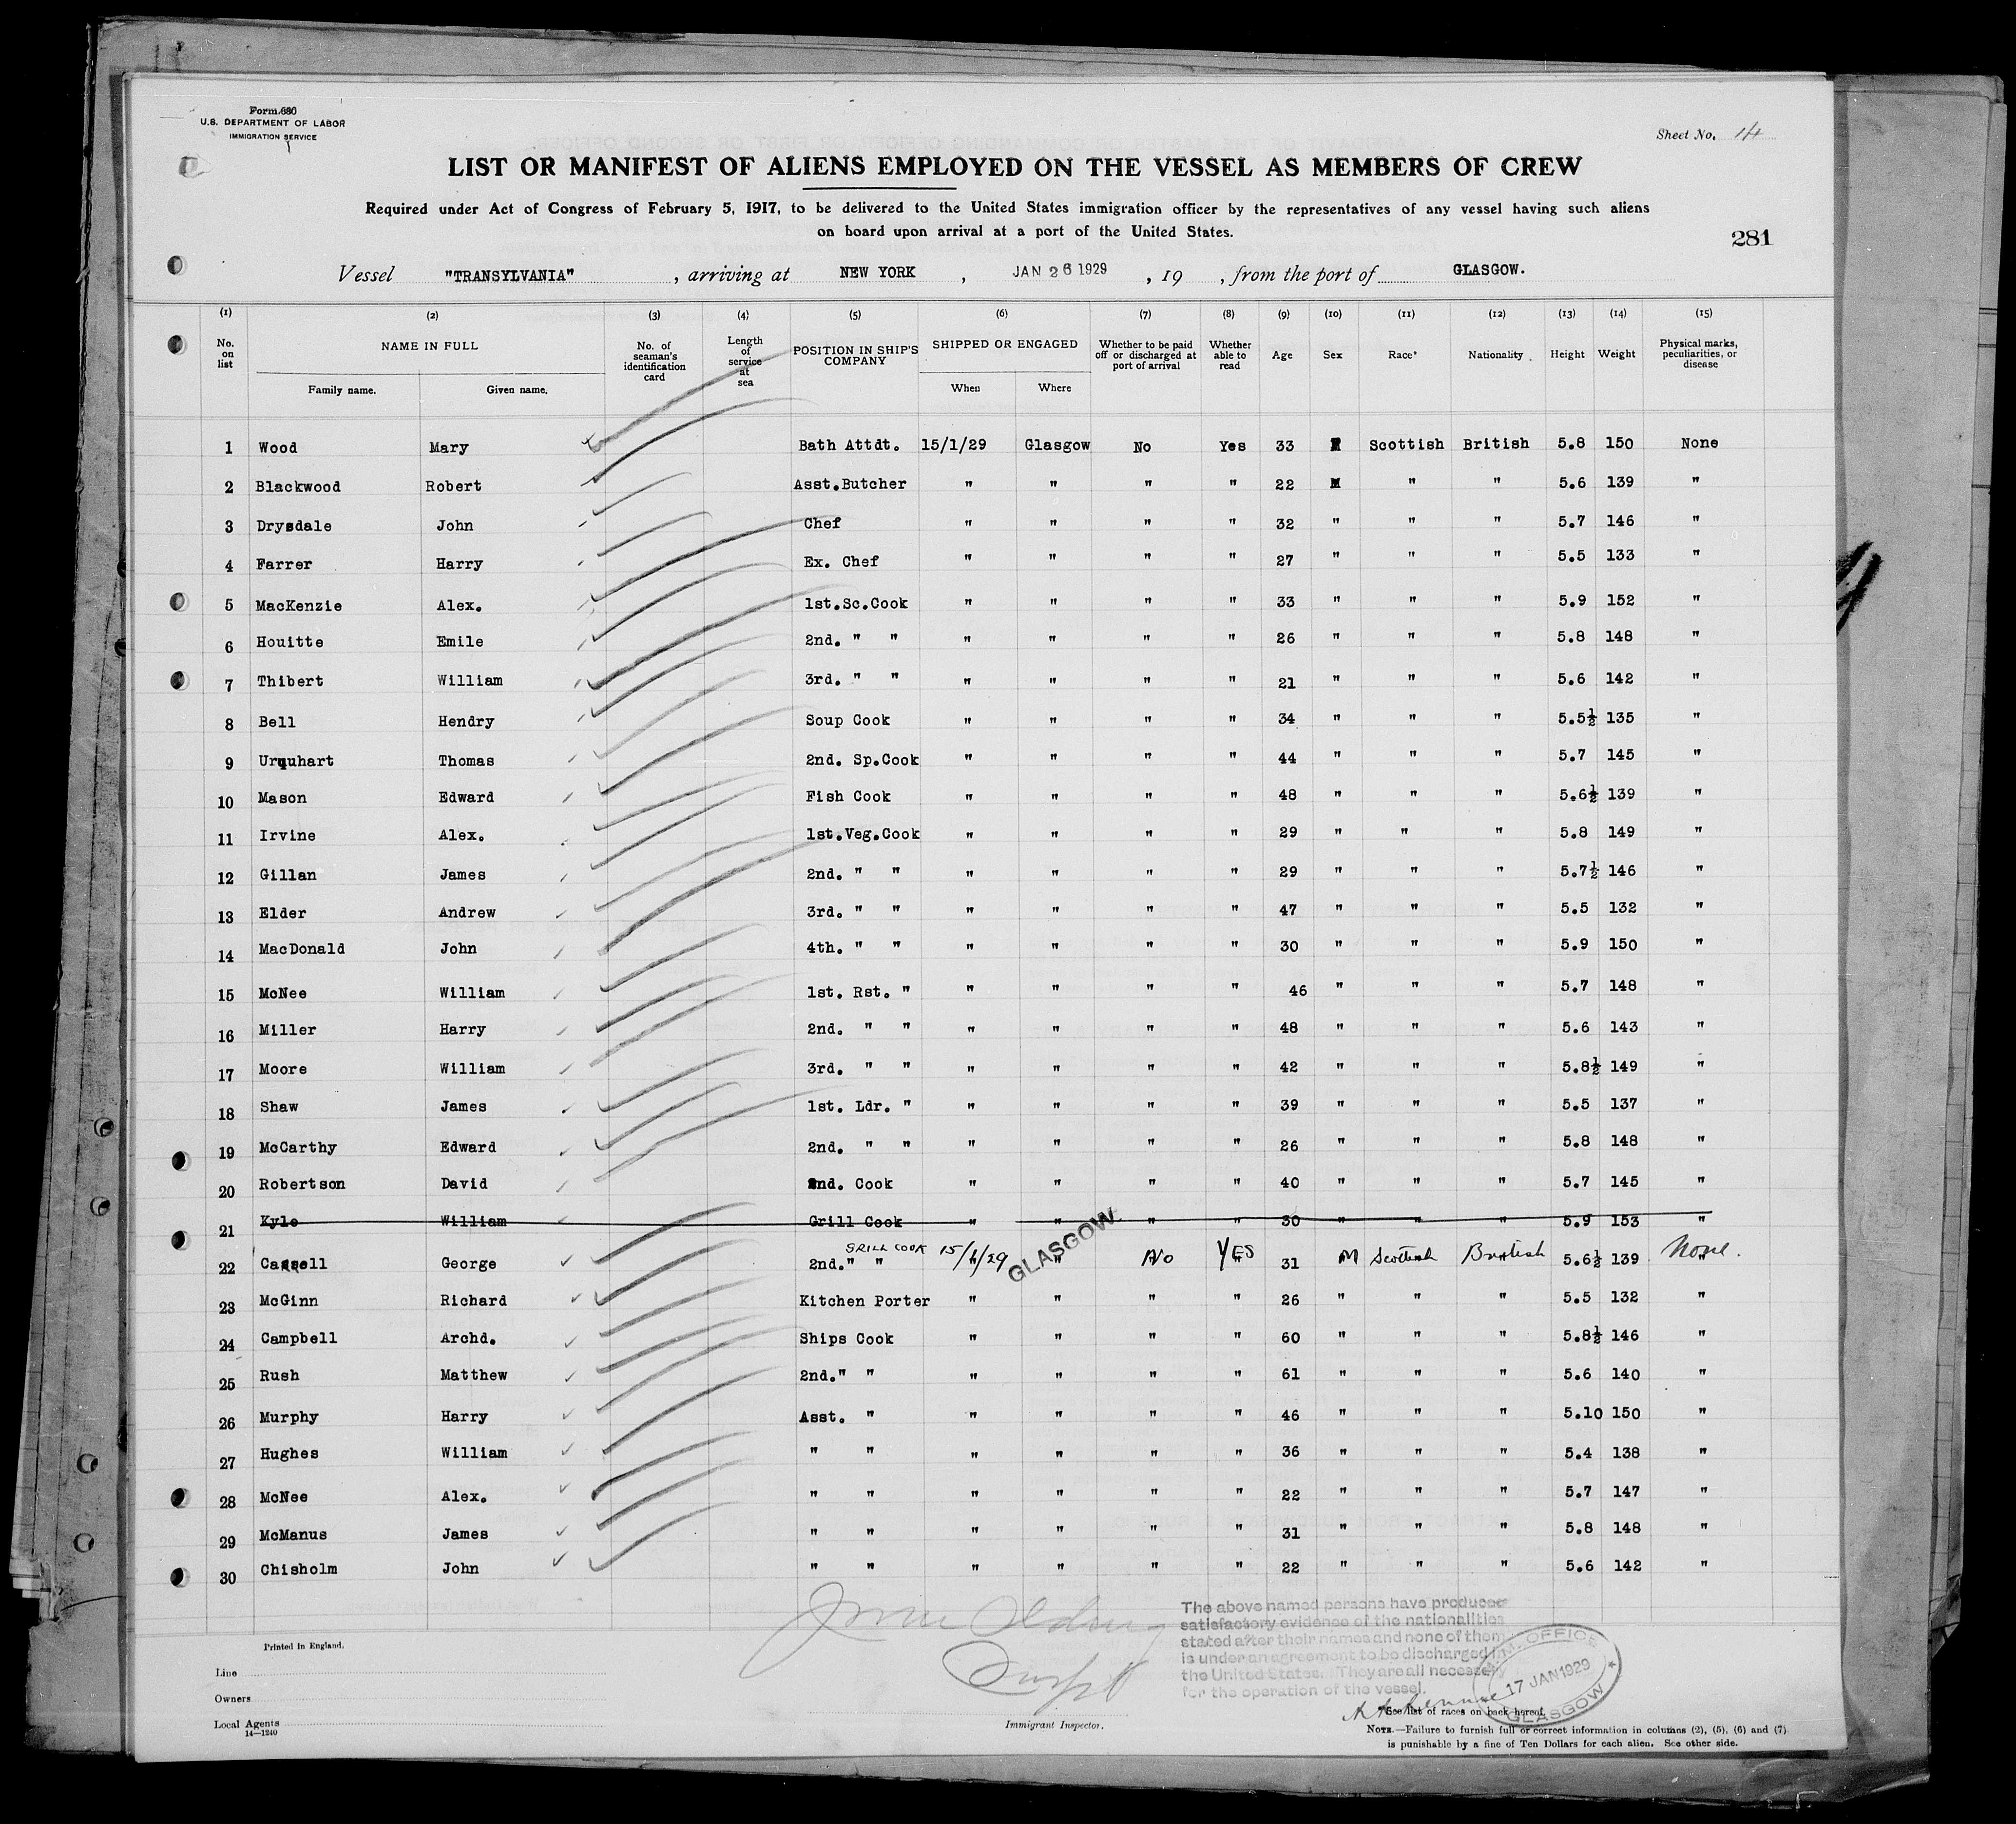 Form 680
U.S. DEPARTMENT OF LABOR
IMMIGRATION SERVICE
Sheet No. 14
LIST OR MANIFEST OF ALIENS EMPLOYED ON THE VESSEL AS MEMBERS OF CREW
Required under Act of Congress of February 5, 1917, to be delivered to the United States immigration officer by the representatives of any vessel having such aliens
on board upon arrival at a port of the United States.
281
Vessel "TRANSYLVANIA", arriving at NEW YORK, JAN 26 1929, 19 , from the port of GLASGOW.
(1) (2) (3) (4) (5) (6) (7) (8) (9) (10) (11) (12) (13) (14) (15)
No. on list NAME IN FULL Family name. Given name. No. of seaman's identification card Length of service at sea POSITION IN SHIP'S COMPANY SHIPPED OR ENGAGED When Where Whether to be paid off or discharged at port of arrival Whether able to read Age Sex Race* Nationality Height Weight Physical marks, peculiarities, or disease
1 Wood Mary Bath Attdt. 15/1/29 Glasgow No Yes 33 F Scottish British 5.8 150 None
2 Blackwood Robert Asst.Butcher " " " " 22 M " " 5.6 139 "
3 Drysdale John Chef " " " " 32 " " " 5.7 146 "
4 Farrer Harry Ex. Chef " " " " 27 " " " 5.5 133 "
5 MacKenzie Alex. 1st.Sc.Cook " " " " 33 " " " 5.9 152 "
6 Houitte Emile 2nd. " " " " " " 26 " " " 5.8 148 "
7 Thibert William 3rd. " " " " " " 21 " " " 5.6 142 "
8 Bell Hendry Soup Cook " " " " 34 " " " 5.5½ 135 "
9 Urquhart Thomas 2nd. Sp.Cook " " " " 44 " " " 5.7 145 "
10 Mason Edward Fish Cook " " " " 48 " " " 5.6½ 139 "
11 Irvine Alex. 1st.Veg.Cook " " " " 29 " " " 5.8 149 "
12 Gillan James 2nd. " " " " " " 29 " " " 5.7½ 146 "
13 Elder Andrew 3rd. " " " " " " 47 " " " 5.5 132 "
14 MacDonald John 4th. " " " " " " 30 " " " 5.9 150 "
15 McNee William 1st. Rst. " " " " " 46 " " " 5.7 148 "
16 Miller Harry 2nd. " " " " " " 48 " " " 5.6 143 "
17 Moore William 3rd. " " " " " " 42 " " " 5.8½ 149 "
18 Shaw James 1st. Ldr. " " " " " 39 " " " 5.5 137 "
19 McCarthy Edward 2nd. " " " " " " 26 " " " 5.8 148 "
20 Robertson David 2nd. Cook " " " " 40 " " " 5.7 145 "
21 Kyle William Grill Cook " " " " 30 " " " 5.9 153 "
22 Cassell George 2nd. " " GRILL COOK 15/1/29 GLASGOW No YES 31 M Scottish British 5.6½ 139 None.
23 McGinn Richard Kitchen Porter " " " " 26 " " " 5.5 132 "
24 Campbell Archd. Ships Cook " " " " 60 " " " 5.8½ 146 "
25 Rush Matthew 2nd." " " " " " 61 " " " 5.6 140 "
26 Murphy Harry Asst. " " " " " 46 " " " 5.10 150 "
27 Hughes William " " " " " " 36 " " " 5.4 138 "
28 McNee Alex. " " " " " " 22 " " " 5.7 147 "
29 McManus James " " " " " " 31 " " " 5.8 148 "
30 Chisholm John " " " " " " 22 " " " 5.6 142 "
The above named persons have produced
satisfactory evidence of the nationalities
stated after their names and none of them
is under an agreement to be discharged in
the United States. They are all necessary
for the operation of the vessel.
IMM. OFFICE
17 JAN 1929
GLASGOW
Printed in England.
Line
Owners
Local Agents
14—1240
Immigrant Inspector.
*See list of races on back hereof.
NOTE.—Failure to furnish full or correct information in columns (2), (5), (6) and (7)
is punishable by a fine of Ten Dollars for each alien. See other side.